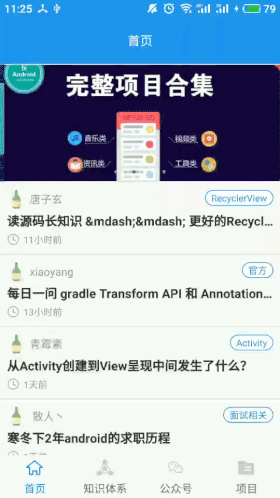 11:25 79
首页
Android
完整项目合集
音乐类 视频类
资讯类 工具类
唐子玄 RecyclerView
读源码长知识 &mdash;&mdash; 更好的Recycl...
11小时前
xiaoyang 官方
每日一问 gradle Transform API 和 Annotation...
13小时前
青霉素 Activity
从Activity创建到View呈现中间发生了什么?
1天前
散人丶 面试相关
寒冬下2年android的求职历程
首页 知识体系 公众号 项目